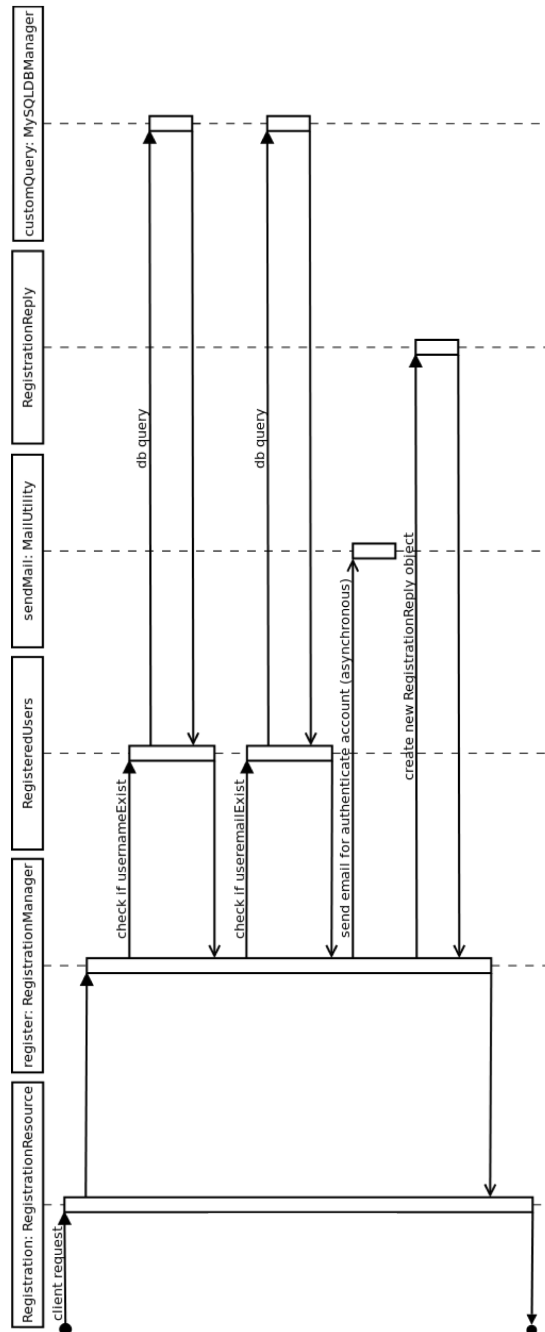 Registration: RegistrationResource
register: RegistrationManager
RegisteredUsers
sendMail: MailUtility
RegistrationReply
customQuery: MySQLDBManager
client request
check if usernameExist
db query
check if useremailExist
db query
send email for authenticate account (asynchronous)
create new RegistrationReply object